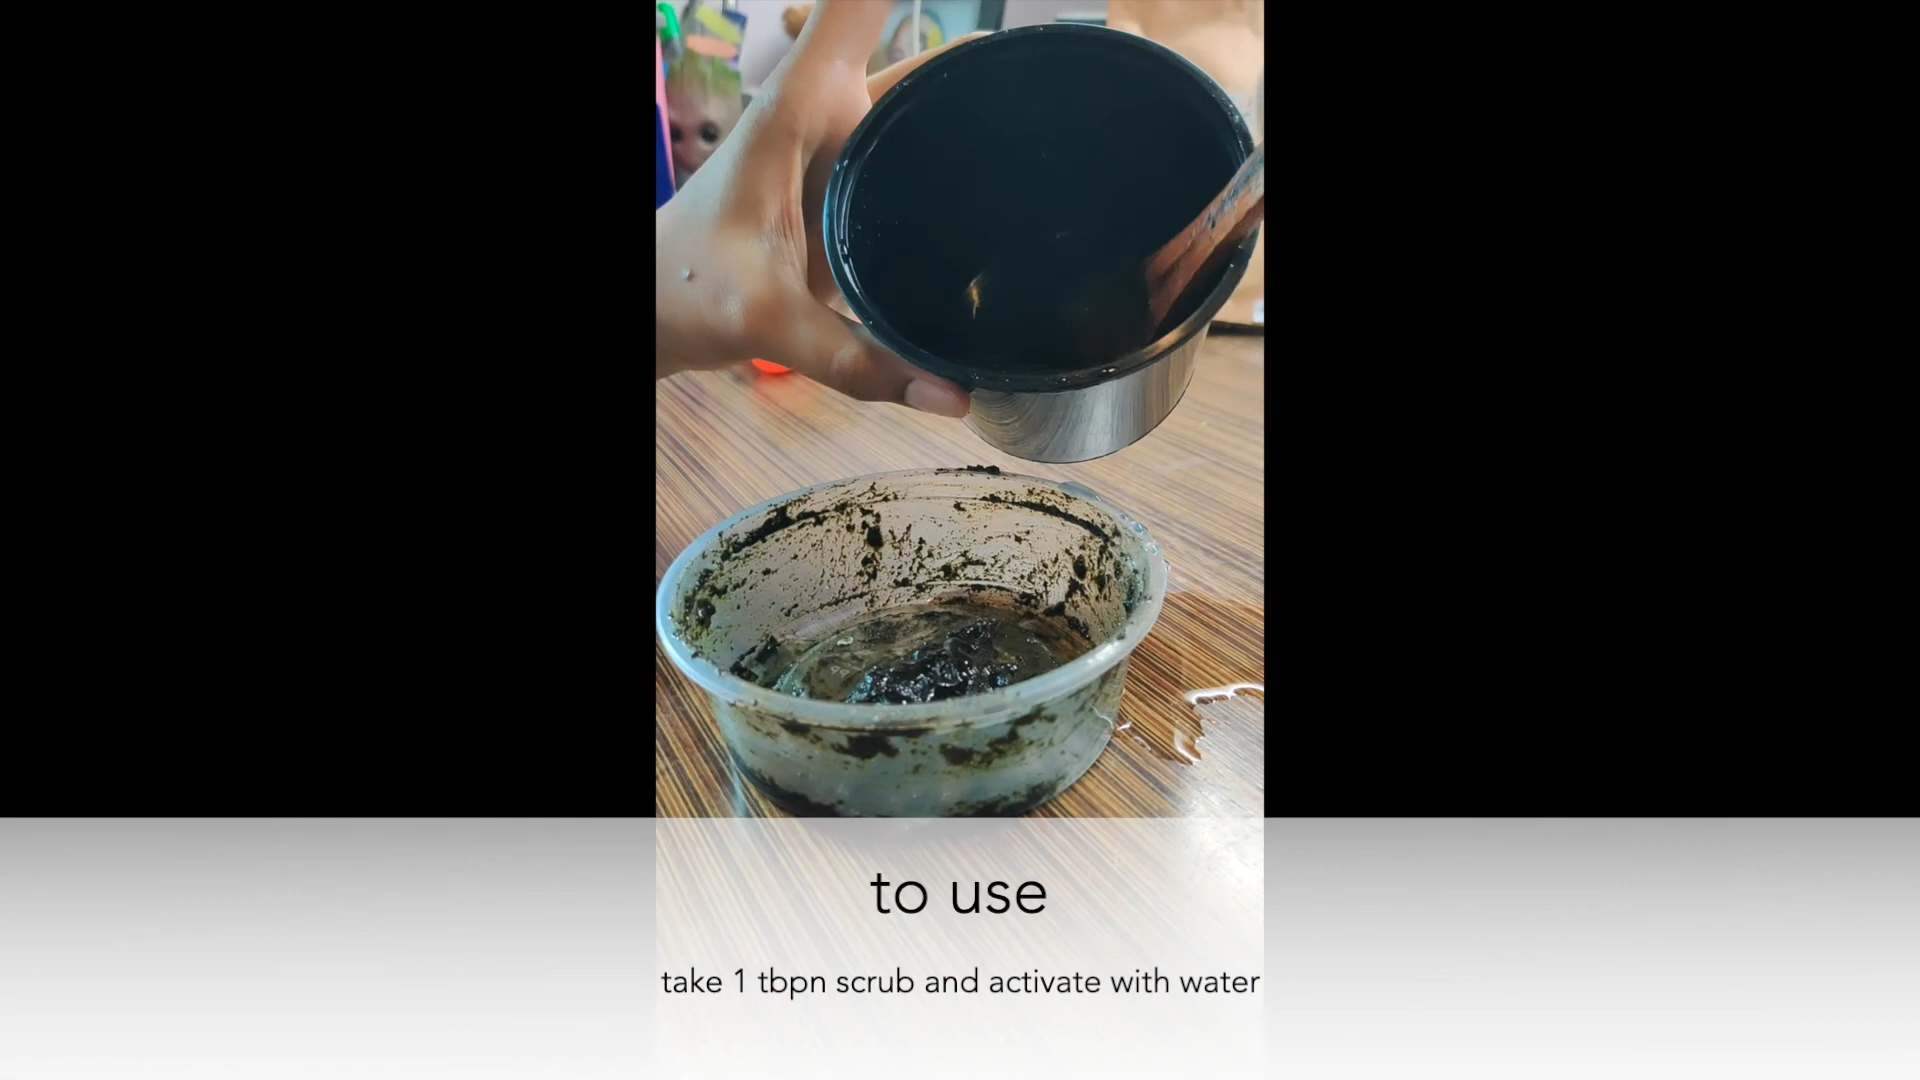 to use
take 1 tbpn scrub and activate with water